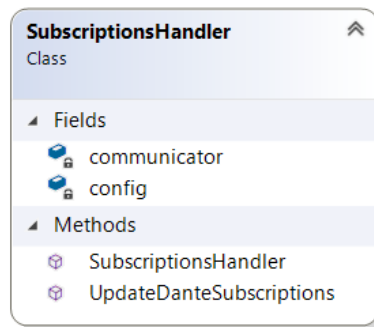 SubscriptionsHandler
Class
Fields
communicator
config
Methods
SubscriptionsHandler
UpdateDanteSubscriptions